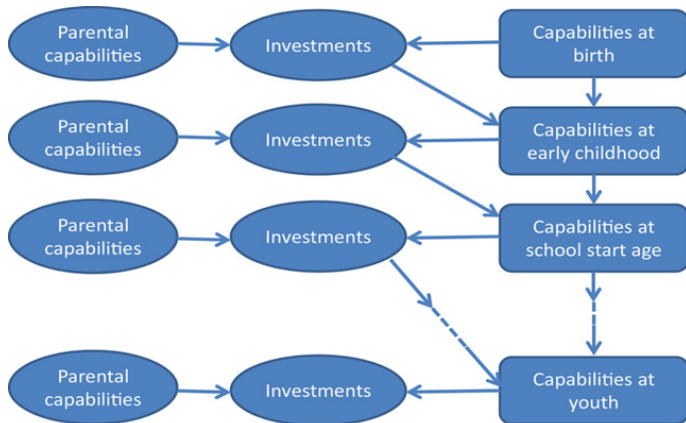 Parental
capabilities
Investments
Capabilities at
birth
Parental
capabilities
Investments
Capabilities at
early childhood
Parental
capabilities
Investments
Capabilities at
school start age
Parental
capabilities
Investments
Capabilities at
youth